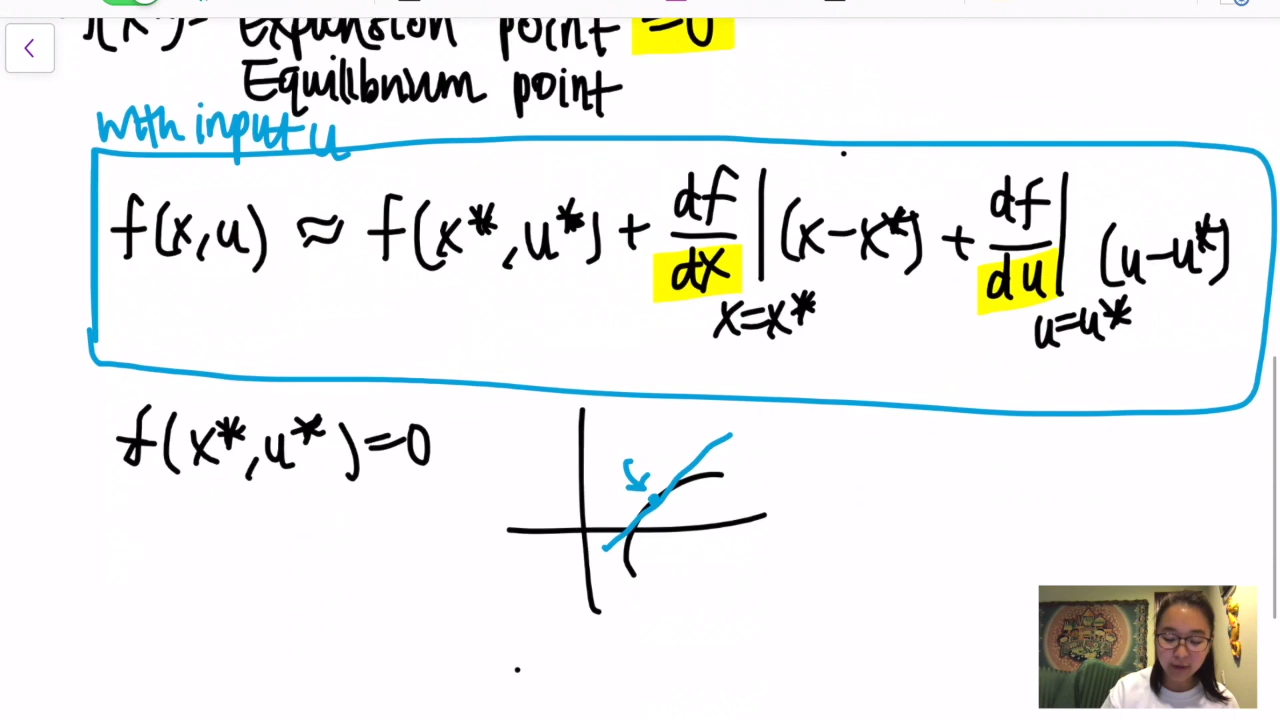 f(x*)= Expansion point =0
Equilibrium point
with input u
f(x,u) ≈ f(x*,u*) + df/dx | (x-x*) + df/du | (u-u*)
x=x* u=u*
f(x*,u*)=0